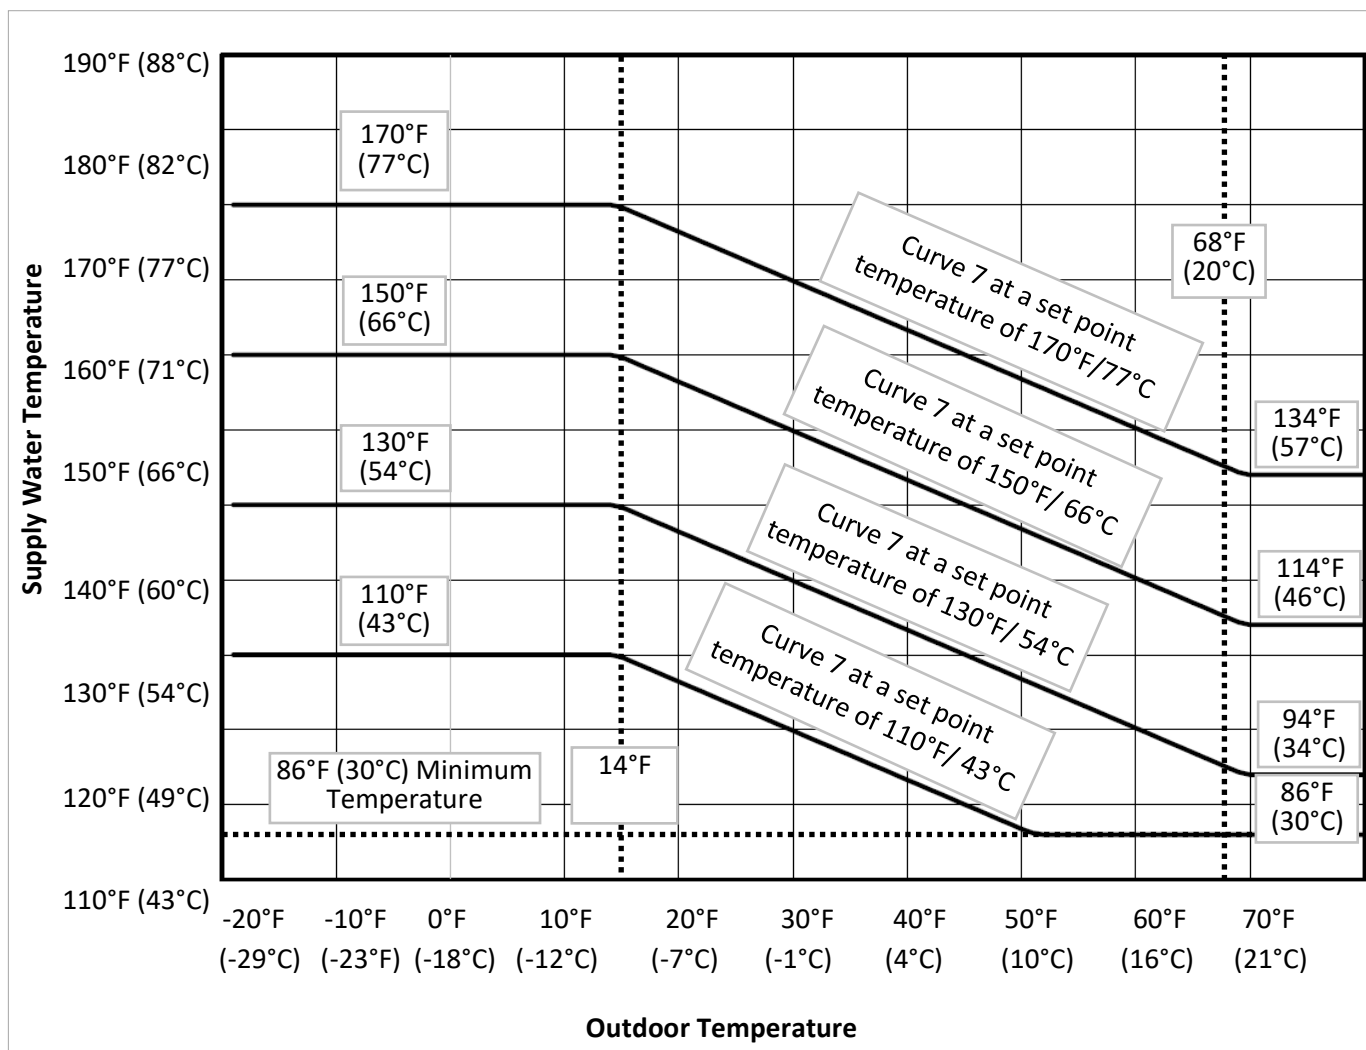 190°F (88°C)
180°F (82°C)
170°F (77°C)
160°F (71°C)
150°F (66°C)
140°F (60°C)
130°F (54°C)
120°F (49°C)
110°F (43°C)
Supply Water Temperature
170°F
(77°C)
150°F
(66°C)
130°F
(54°C)
110°F
(43°C)
86°F (30°C) Minimum
Temperature
14°F
Curve 7 at a set point
temperature of 170°F/77°C
Curve 7 at a set point
temperature of 150°F/ 66°C
Curve 7 at a set point
temperature of 130°F/ 54°C
Curve 7 at a set point
temperature of 110°F/ 43°C
68°F
(20°C)
134°F
(57°C)
114°F
(46°C)
94°F
(34°C)
86°F
(30°C)
-20°F -10°F 0°F 10°F 20°F 30°F 40°F 50°F 60°F 70°F
(-29°C) (-23°F) (-18°C) (-12°C) (-7°C) (-1°C) (4°C) (10°C) (16°C) (21°C)
Outdoor Temperature